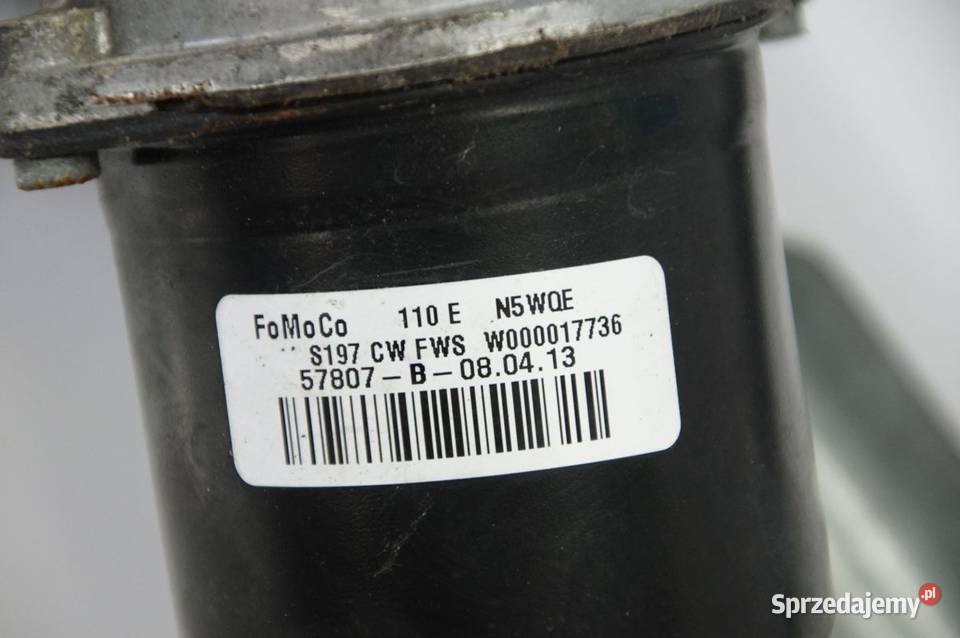 FoMoCo 110 E N5WQE
S197 CW FWS W000017736
57807-B-08.04.13
Sprzedajemy.pl